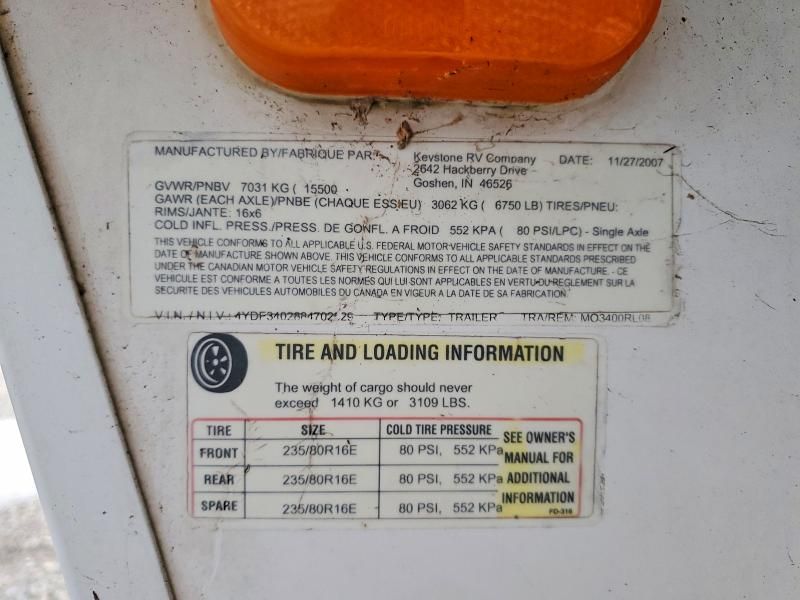 MANUFACTURED BY/FABRIQUE PAR: Keystone RV Company DATE: 11/27/2007
2642 Hackberry Drive
Goshen, IN 46526
GVWR/PNBV 7031 KG ( 15500
GAWR (EACH AXLE)/PNBE (CHAQUE ESSIEU) 3062 KG ( 6750 LB) TIRES/PNEU:
RIMS/JANTE: 16x6
COLD INFL. PRESS./PRESS. DE GONFL. A FROID 552 KPA ( 80 PSI/LPC) - Single Axle
THIS VEHICLE CONFORMS TO ALL APPLICABLE U.S. FEDERAL MOTOR VEHICLE SAFETY STANDARDS IN EFFECT ON THE
DATE OF MANUFACTURE SHOWN ABOVE. THIS VEHICLE CONFORMS TO ALL APPLICABLE STANDARDS PRESCRIBED
UNDER THE CANADIAN MOTOR VEHICLE SAFETY REGULATIONS IN EFFECT ON THE DATE OF MANUFACTURE. - CE
VEHICULE EST CONFORME A TOUTES LES NORMES QUI LUI SONT APPLICABLES EN VERTU DU REGLEMENT SUR LA
SECURITE DES VEHICULES AUTOMOBILES DU CANADA EN VIGEUR A LA DATE DE SA FABRICATION.
V.I.N. / N.I.V.: TYPE/TYPE: TRAILER TRA/REM: MO3400RL08
TIRE AND LOADING INFORMATION
The weight of cargo should never
exceed 1410 KG or 3109 LBS.
TIRE SIZE COLD TIRE PRESSURE
FRONT 235/80R16E 80 PSI, 552 KPa
REAR 235/80R16E 80 PSI, 552 KPa
SPARE 235/80R16E 80 PSI, 552 KPa
SEE OWNER'S
MANUAL FOR
ADDITIONAL
INFORMATION
FD-316